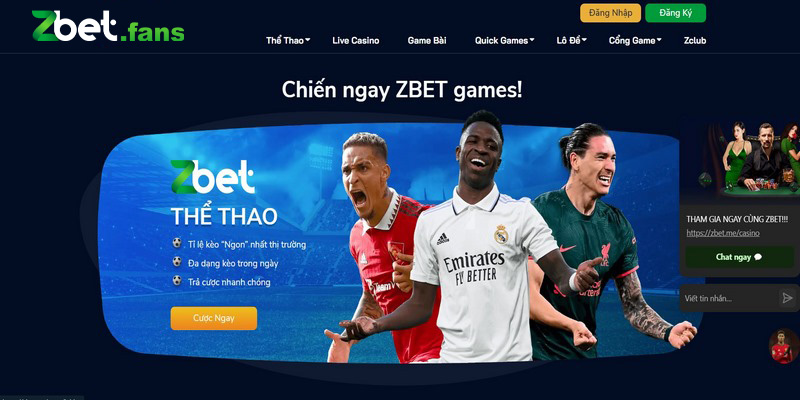 Zbet.fans
Đăng Nhập
Đăng Ký
Thể Thao
Live Casino
Game Bài
Quick Games
Lô Đề
Cổng Game
Zclub
Chiến ngay ZBET games!
Zbet
THỂ THAO
Tỉ lệ kèo "Ngon" nhất thị trường
Đa dạng kèo trong ngày
Trả cược nhanh chóng
Cược Ngay
Emirates
FLY BETTER
THAM GIA NGAY CÙNG ZBET!!!
https://zbet.me/casino
Chat ngay
Viết tin nhắn...